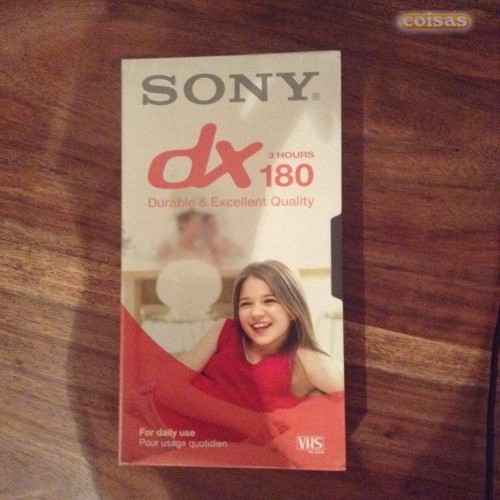 coisas
SONY®
dx 3 HOURS
180
Durable & Excellent Quality
For daily use
Pour usage quotidien
VHS